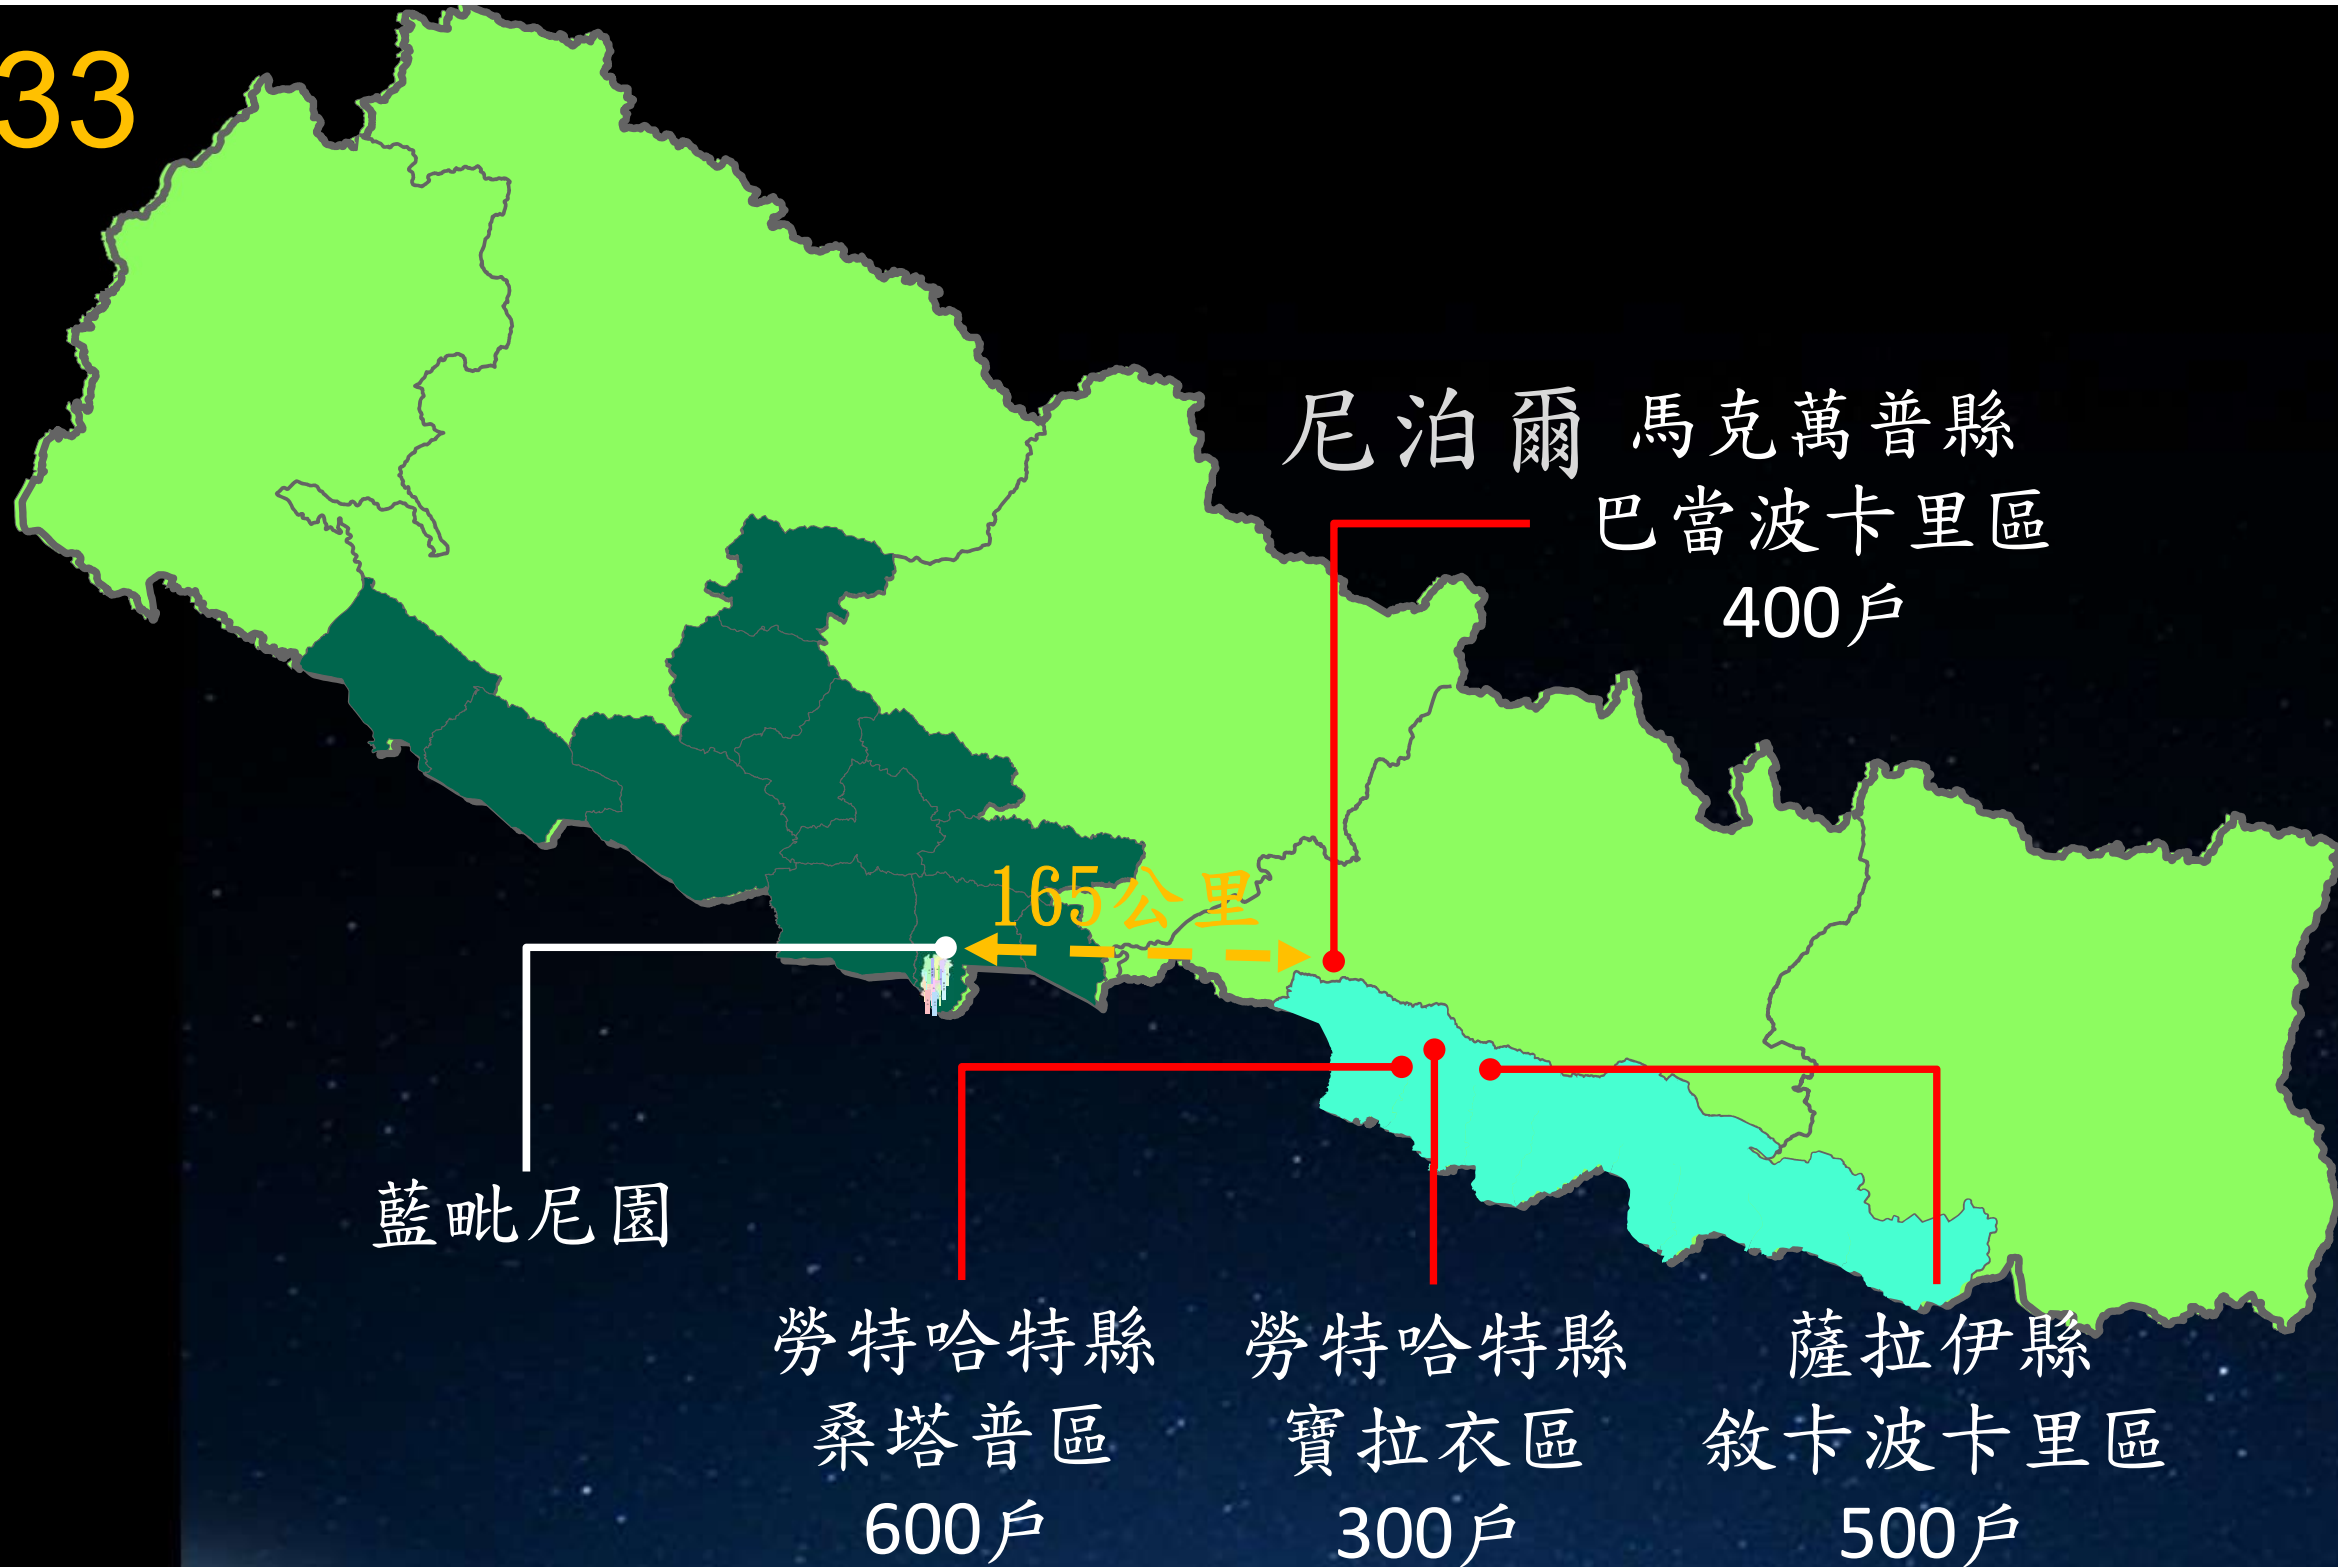 33
尼泊爾
馬克萬普縣
巴當波卡里區
400戶
165公里
藍毗尼園
勞特哈特縣
桑塔普區
600戶
勞特哈特縣
寶拉衣區
300戶
薩拉伊縣
敘卡波卡里區
500戶